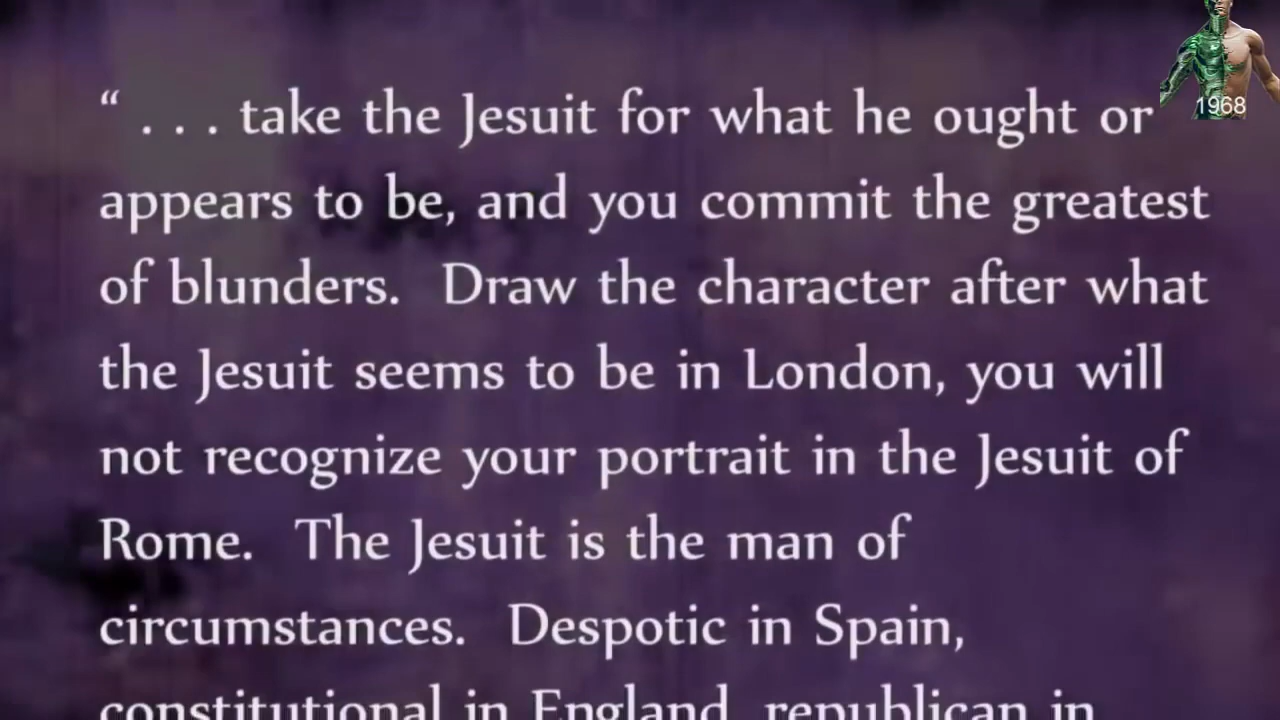 “ . . . take the Jesuit for what he ought or
appears to be, and you commit the greatest
of blunders.  Draw the character after what
the Jesuit seems to be in London, you will
not recognize your portrait in the Jesuit of
Rome.  The Jesuit is the man of
circumstances.  Despotic in Spain,
constitutional in England, republican in
1968